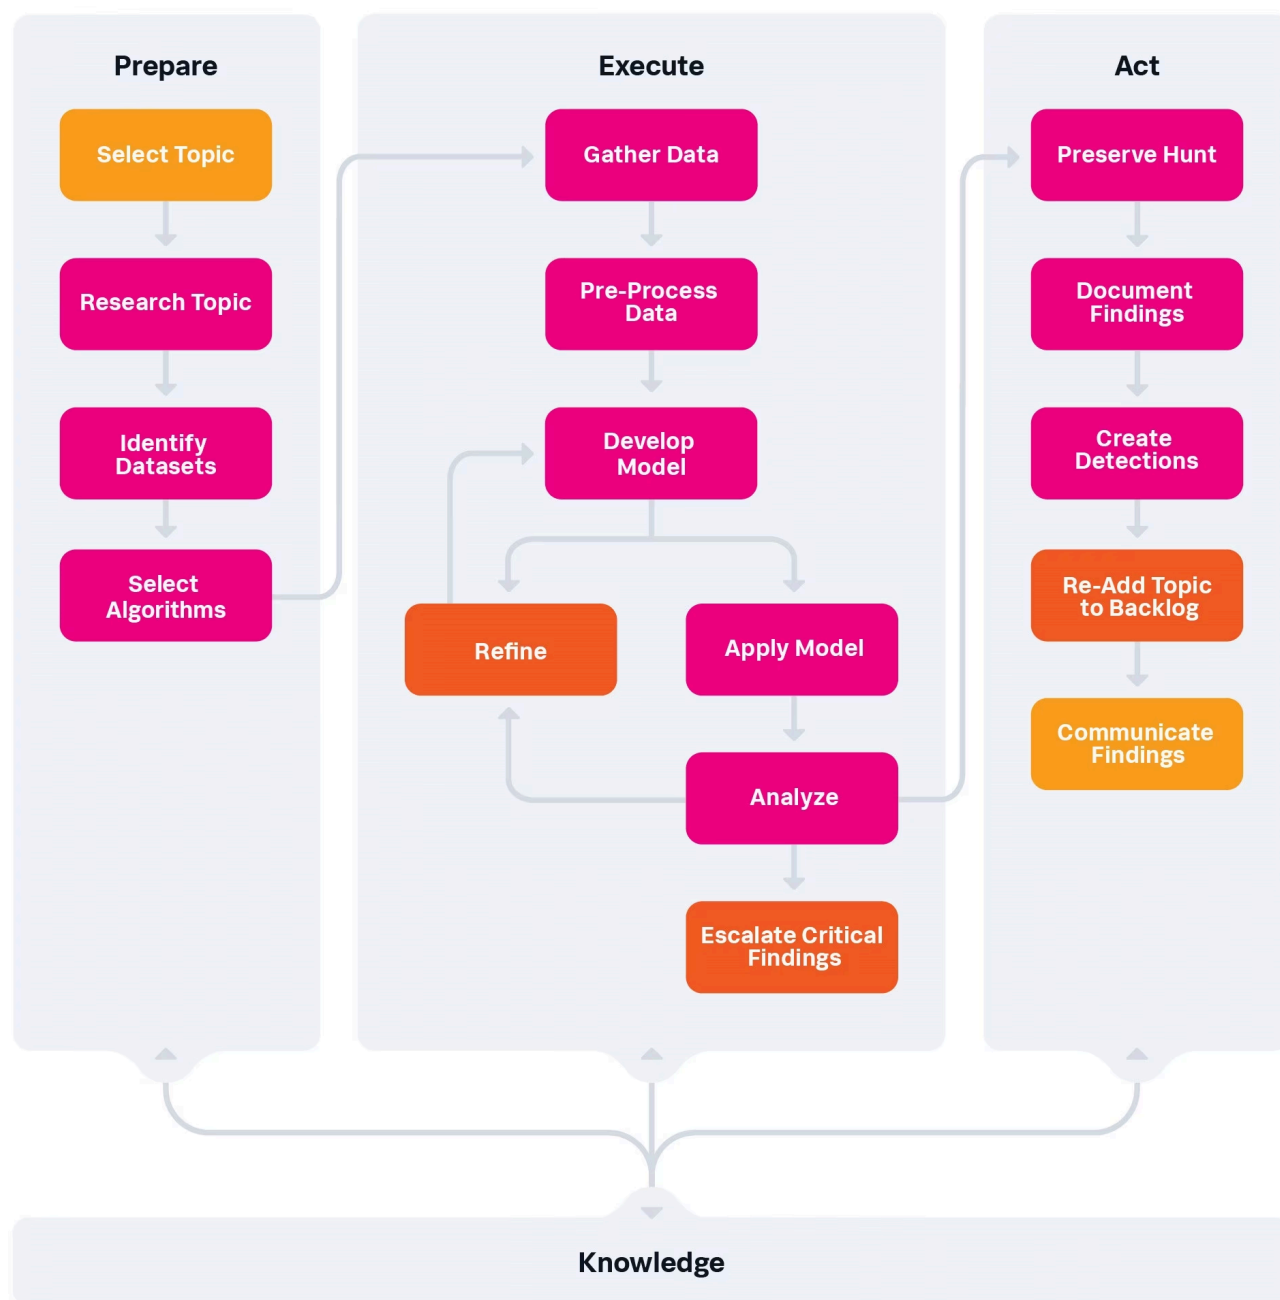 Prepare
Select Topic
Research Topic
Identify
Datasets
Select
Algorithms
Execute
Gather Data
Pre-Process
Data
Develop
Model
Refine
Apply Model
Analyze
Escalate Critical
Findings
Act
Preserve Hunt
Document
Findings
Create
Detections
Re-Add Topic
to Backlog
Communicate
Findings
Knowledge